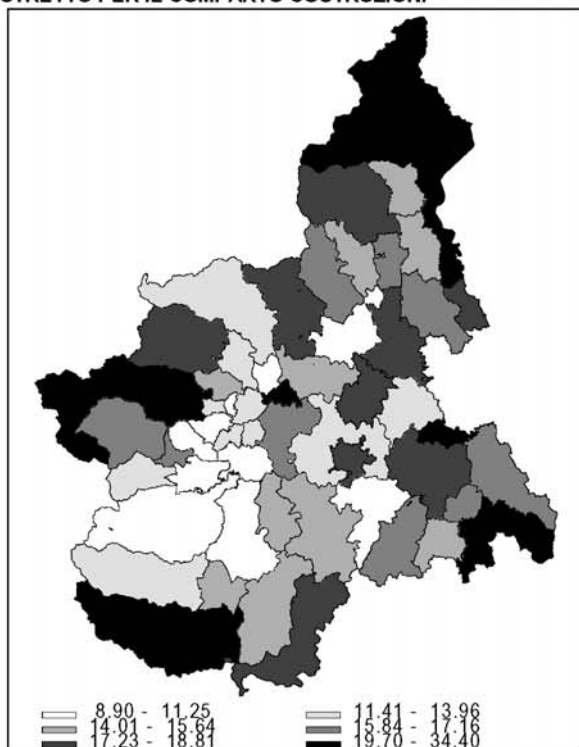 STRETTO PER IL COMPARTO COSTRUZIONI
8.90 - 11.25
11.41 - 13.96
14.01 - 15.64
15.84 - 17.16
17.23 - 18.81
19.70 - 34.40